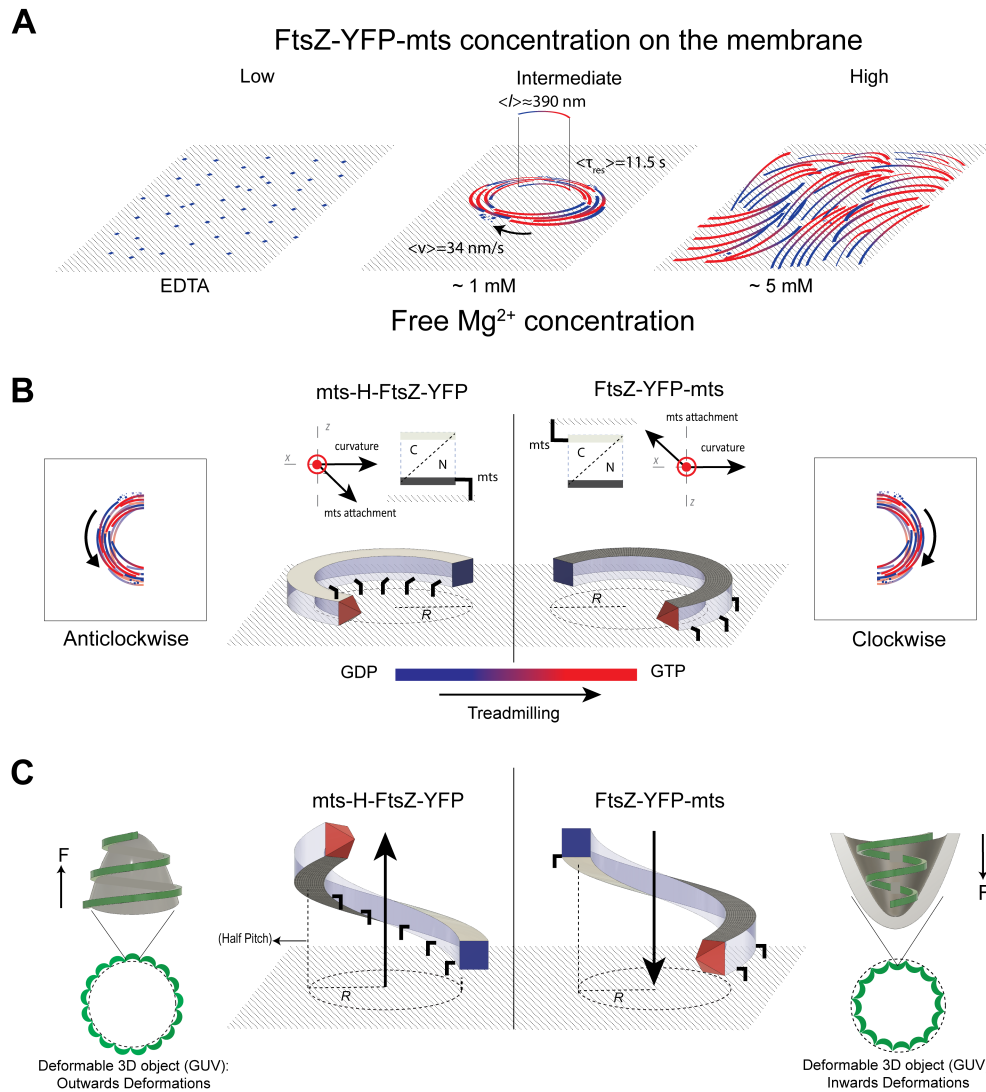 A
FtsZ-YFP-mts concentration on the membrane
Low
Intermediate
High
<l>≈390 nm
<τres>=11.5 s
<v>=34 nm/s
EDTA
~ 1 mM
~ 5 mM
Free Mg2+ concentration
B
mts-H-FtsZ-YFP
FtsZ-YFP-mts
z
x
curvature
mts attachment
C
N
mts
mts
C
N
mts attachment
curvature
x
z
R
R
Anticlockwise
Clockwise
GDP
GTP
Treadmilling
C
mts-H-FtsZ-YFP
FtsZ-YFP-mts
F
F
(Half Pitch)
R
R
Deformable 3D object (GUV):
Outwards Deformations
Deformable 3D object (GUV
Inwards Deformations